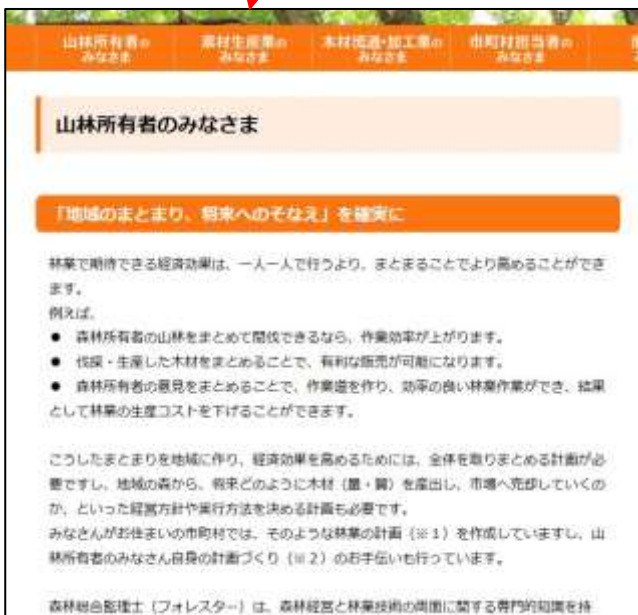 山林所有者の
みなさま
素材生産業の
みなさま
木材流通・加工業の
みなさま
市町村担当者の
みなさま
山林所有者のみなさま
「地域のまとまり、将来へのそなえ」を確実に
林業で期待できる経済効果は、一人一人で行うより、まとまることでより高めることができ
ます。
例えば、
● 森林所有者の山林をまとめて間伐できるなら、作業効率が上がります。
● 伐採・生産した木材をまとめることで、有利な販売が可能になります。
● 森林所有者の意見をまとめることで、作業道を作り、効率の良い林業作業ができ、結果
として林業の生産コストを下げることができます。
こうしたまとまりを地域に作り、経済効果を高めるためには、全体を取りまとめる計画が必
要ですし、地域の森から、将来どのように木材（量・質）を産出し、市場へ売却していくの
か、といった経営方針や実行方法を決める計画も必要です。
みなさんがお住まいの市町村では、そのような林業の計画（※１）を作成していますし、山
林所有者のみなさん自身の計画づくり（※２）のお手伝いも行っています。
森林総合監理士（フォレスター）は、森林経営と林業技術の両面に関する専門的知識を持